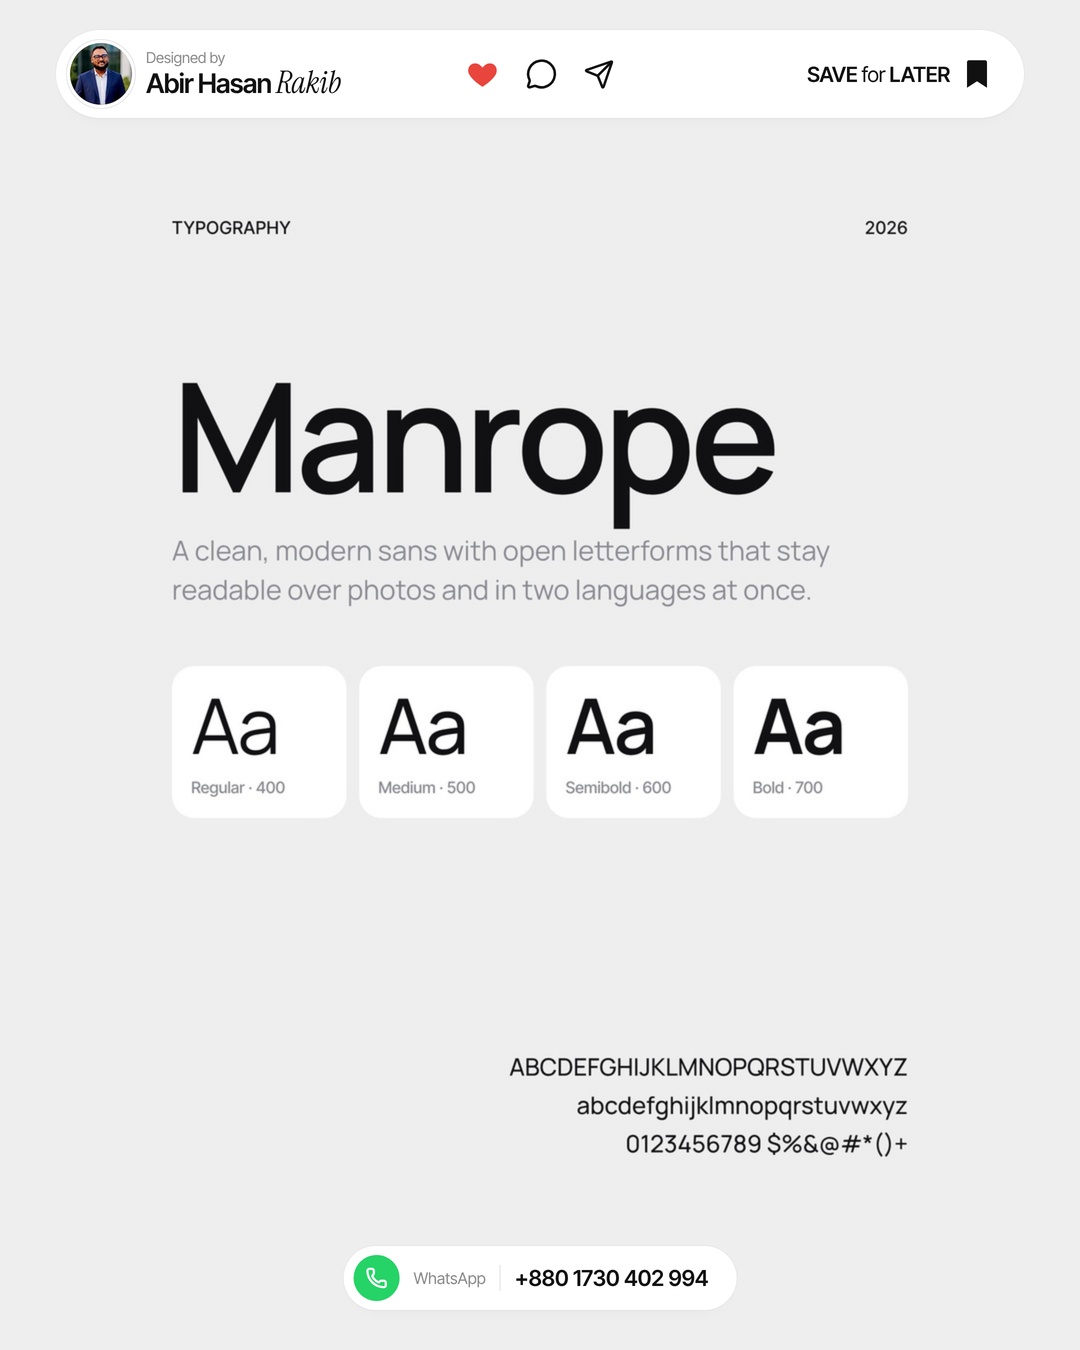 Designed by
Abir Hasan Rakib
SAVE for LATER
TYPOGRAPHY
2026
Manrope
A clean, modern sans with open letterforms that stay
readable over photos and in two languages at once.
Aa
Regular · 400
Aa
Medium · 500
Aa
Semibold · 600
Aa
Bold · 700
ABCDEFGHIJKLMNOPQRSTUVWXYZ
abcdefghijklmnopqrstuvwxyz
0123456789 $%&@#*()+
WhatsApp
+880 1730 402 994